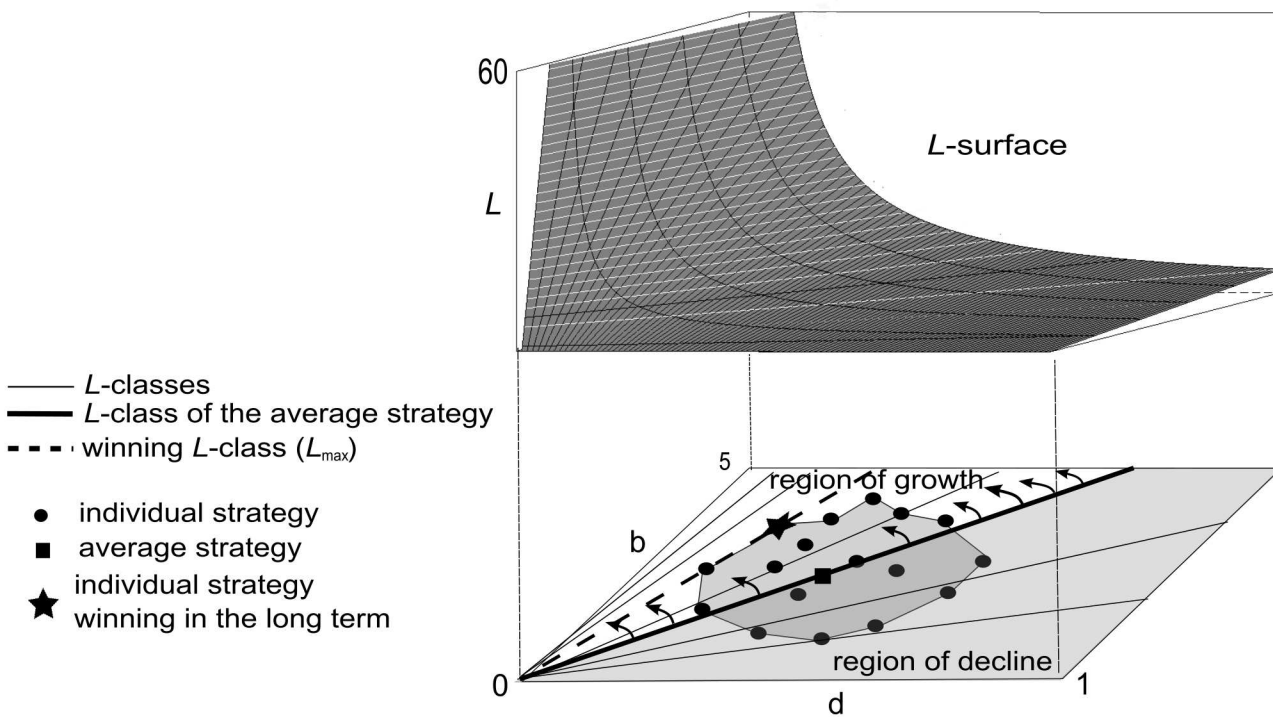 60
L
L-surface
L-classes
L-class of the average strategy
winning L-class (Lmax)
individual strategy
average strategy
individual strategy
winning in the long term
5
region of growth
b
region of decline
0
d
1